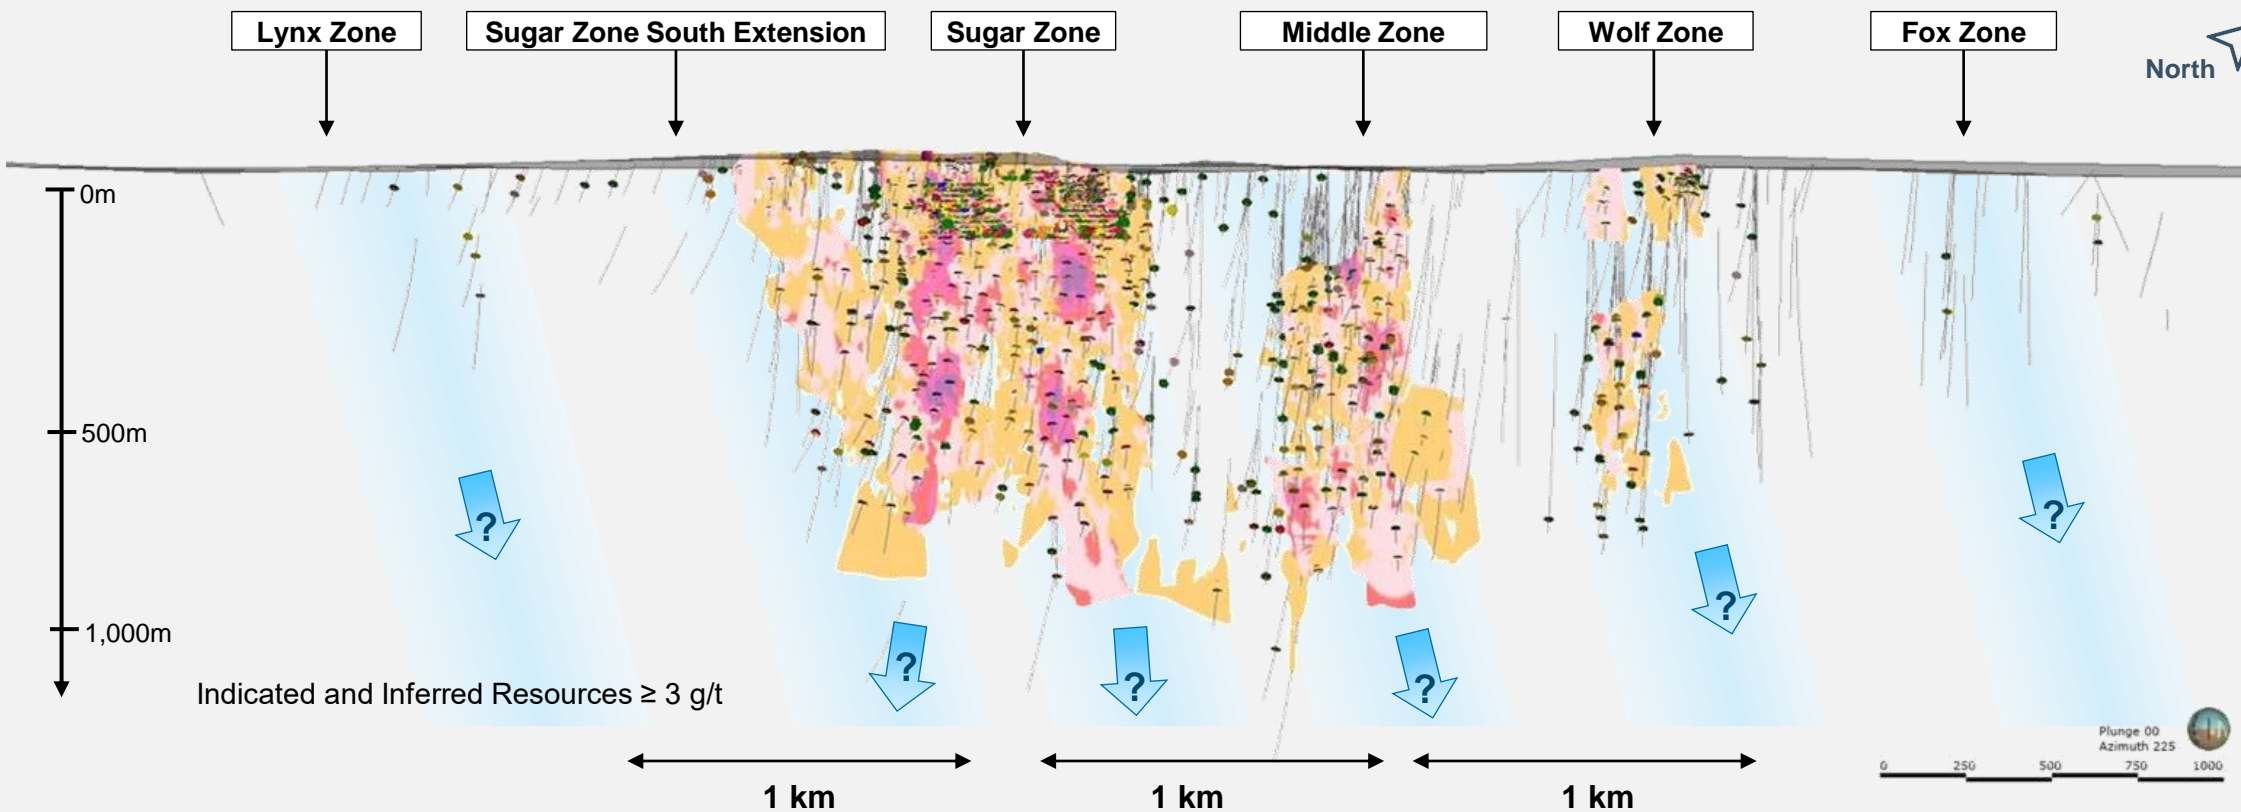 Lynx Zone
Sugar Zone South Extension
Sugar Zone
Middle Zone
Wolf Zone
Fox Zone
North
0m
500m
1,000m
?
?
?
?
?
?
Indicated and Inferred Resources ≥ 3 g/t
Plunge 00
Azimuth 225
0 250 500 750 1000
1 km
1 km
1 km